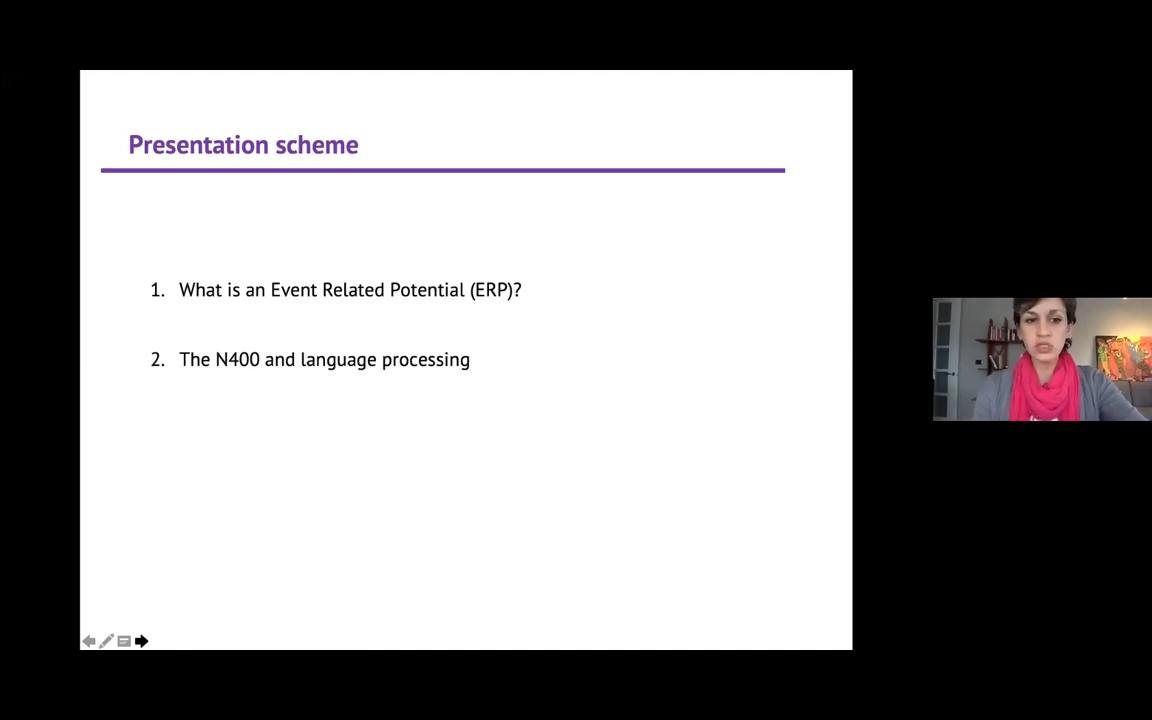 Presentation scheme
1. What is an Event Related Potential (ERP)?
2. The N400 and language processing